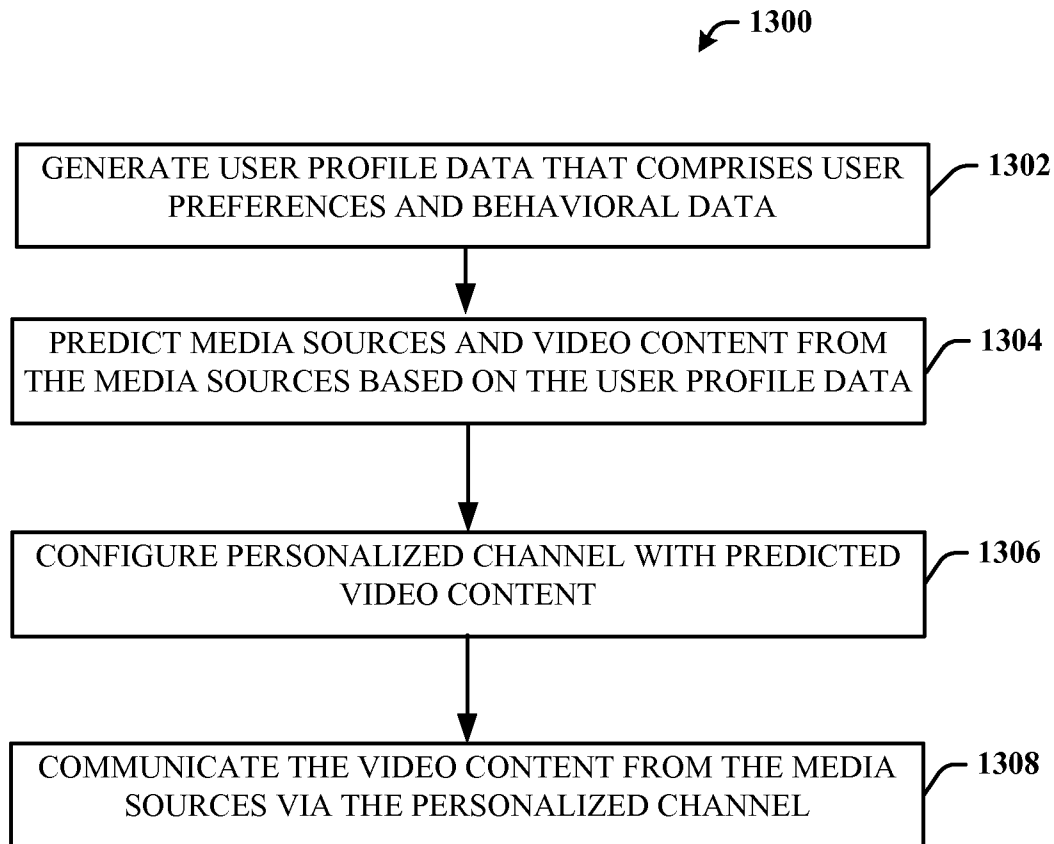 1300
GENERATE USER PROFILE DATA THAT COMPRISES USER
PREFERENCES AND BEHAVIORAL DATA
1302
PREDICT MEDIA SOURCES AND VIDEO CONTENT FROM
THE MEDIA SOURCES BASED ON THE USER PROFILE DATA
1304
CONFIGURE PERSONALIZED CHANNEL WITH PREDICTED
VIDEO CONTENT
1306
COMMUNICATE THE VIDEO CONTENT FROM THE MEDIA
SOURCES VIA THE PERSONALIZED CHANNEL
1308